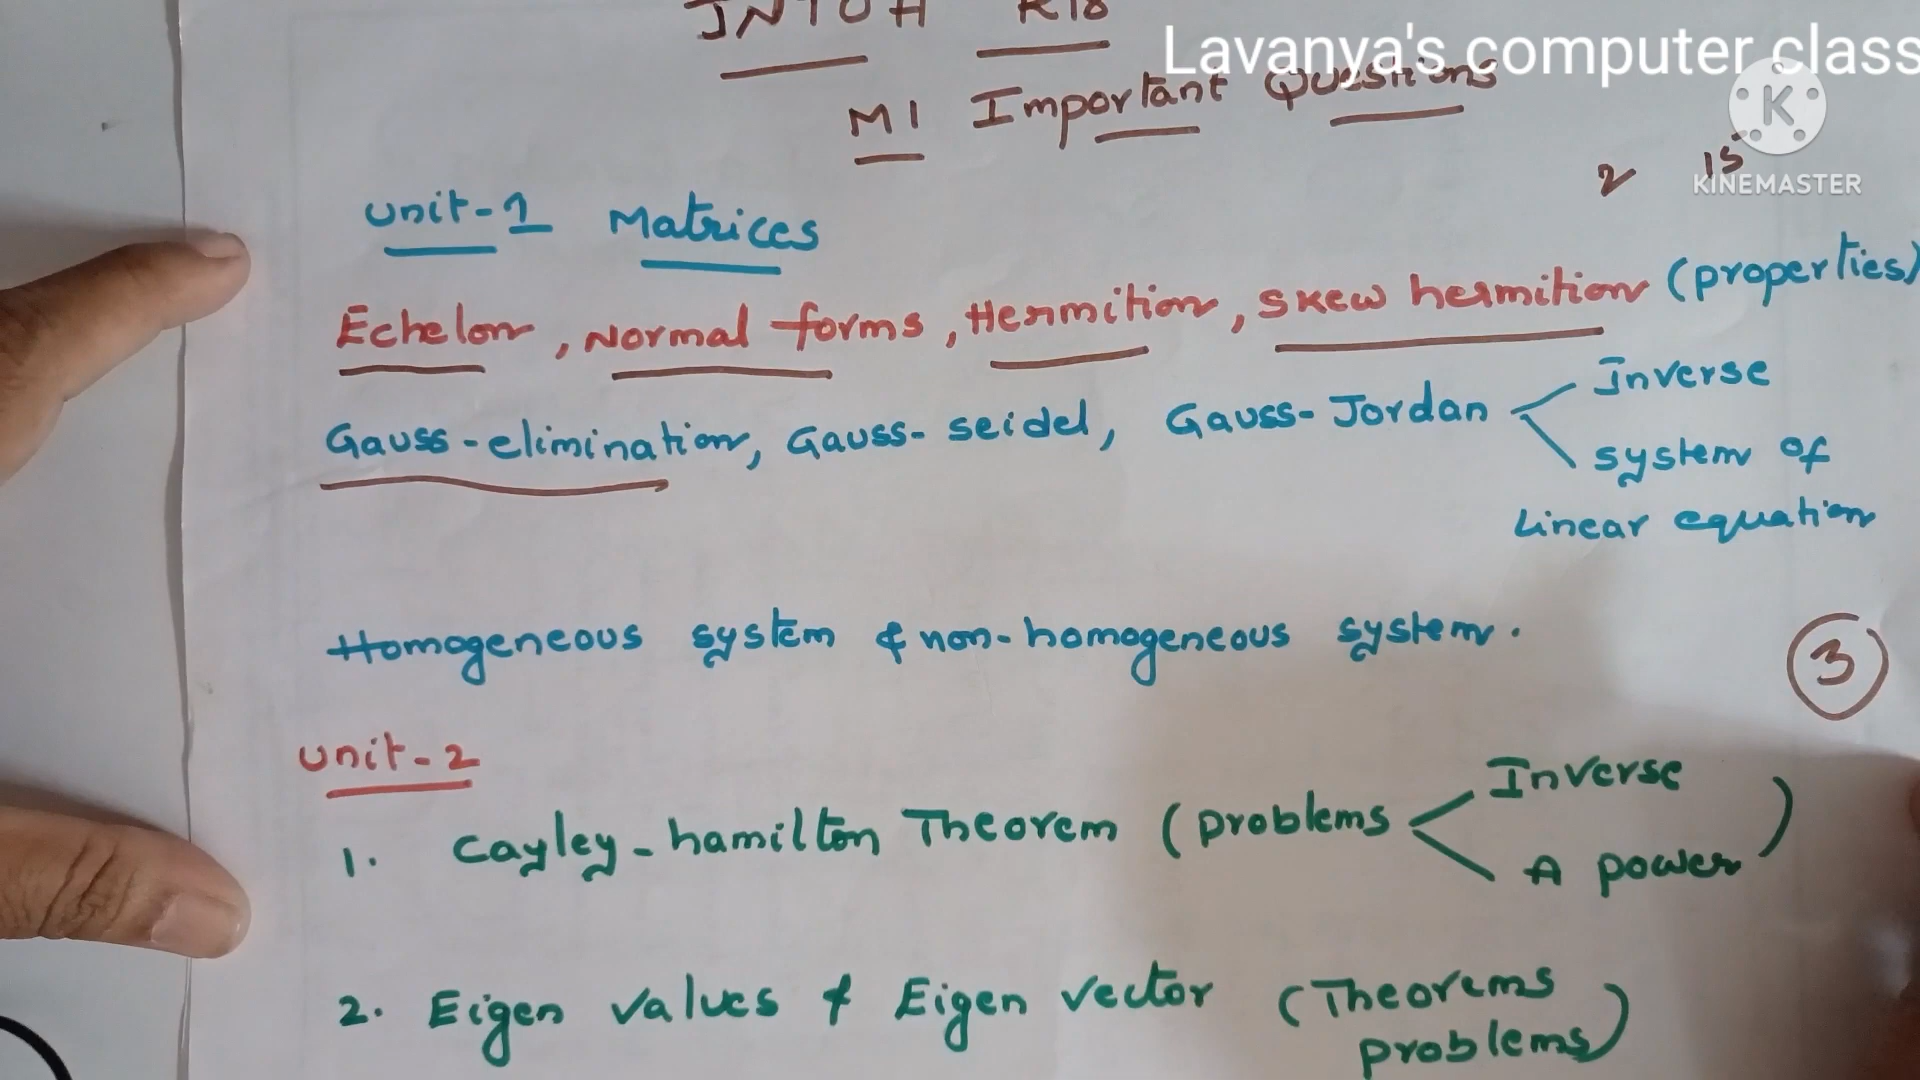 JNTUH R18
Lavanya's computer class
M1 Important Questions
K
KINEMASTER
2 15
Unit-1 Matrices
Echelon, Normal forms, Hermition, Skew hermition (properties)
Gauss-elimination, Gauss-seidel, Gauss-Jordan
Inverse
system of
Linear equation
Homogeneous system & non-homogeneous system.
3
Unit-2
1. Cayley-hamilton Theorem (problems
Inverse
A power)
2. Eigen values & Eigen vector (Theorems
problems)